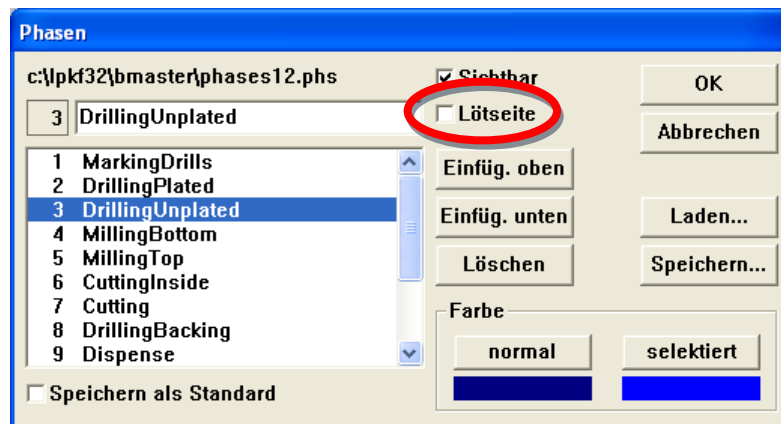 Phasen
c:\lpkf32\bmaster\phases12.phs
Sichtbar
OK
3 DrillingUnplated
Lötseite
Abbrechen
1 MarkingDrills
2 DrillingPlated
3 DrillingUnplated
4 MillingBottom
5 MillingTop
6 CuttingInside
7 Cutting
8 DrillingBacking
9 Dispense
Einfüg. oben
Einfüg. unten
Laden...
Löschen
Speichern...
Farbe
normal
selektiert
Speichern als Standard